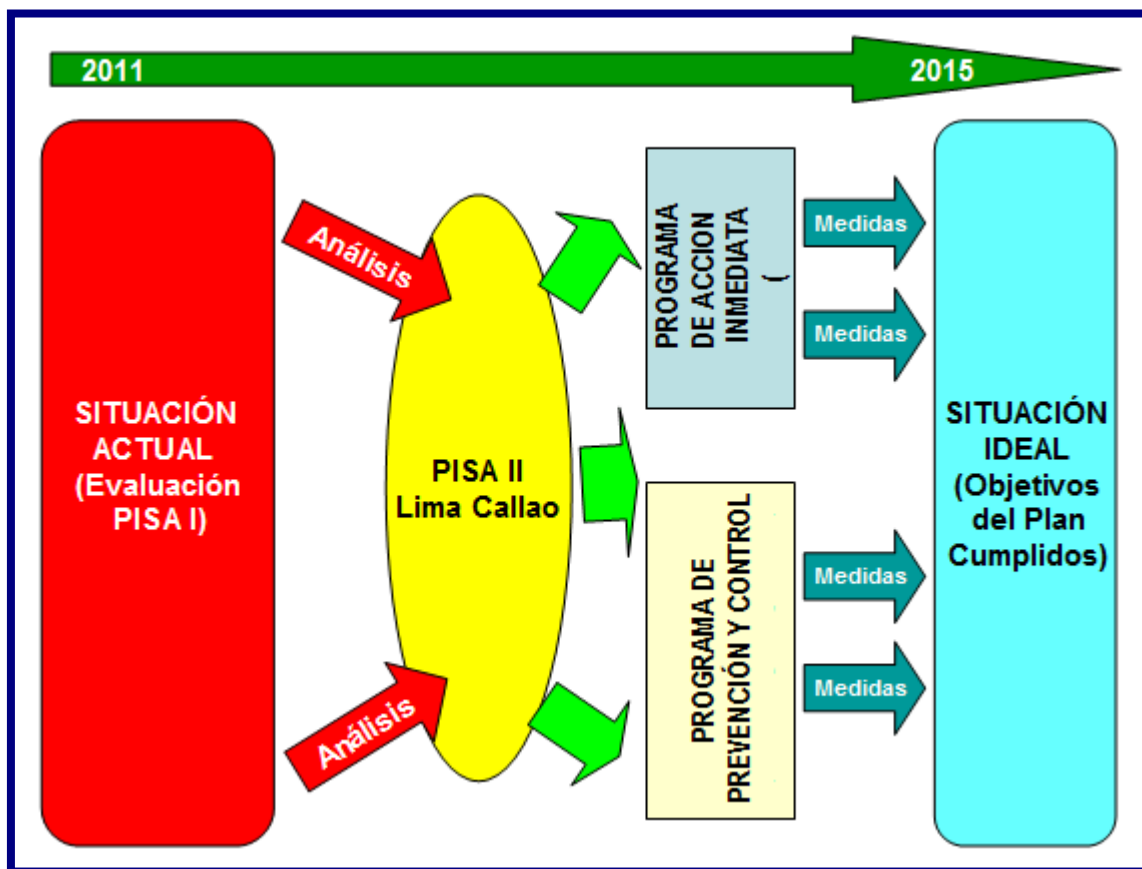 2011
2015
SITUACIÓN
ACTUAL
(Evaluación
PISA I)
Análisis
Análisis
PISA II
Lima Callao
PROGRAMA
DE ACCION
INMEDIATA
(
PROGRAMA DE
PREVENCIÓN Y CONTROL
Medidas
Medidas
Medidas
Medidas
SITUACIÓN
IDEAL
(Objetivos
del Plan
Cumplidos)